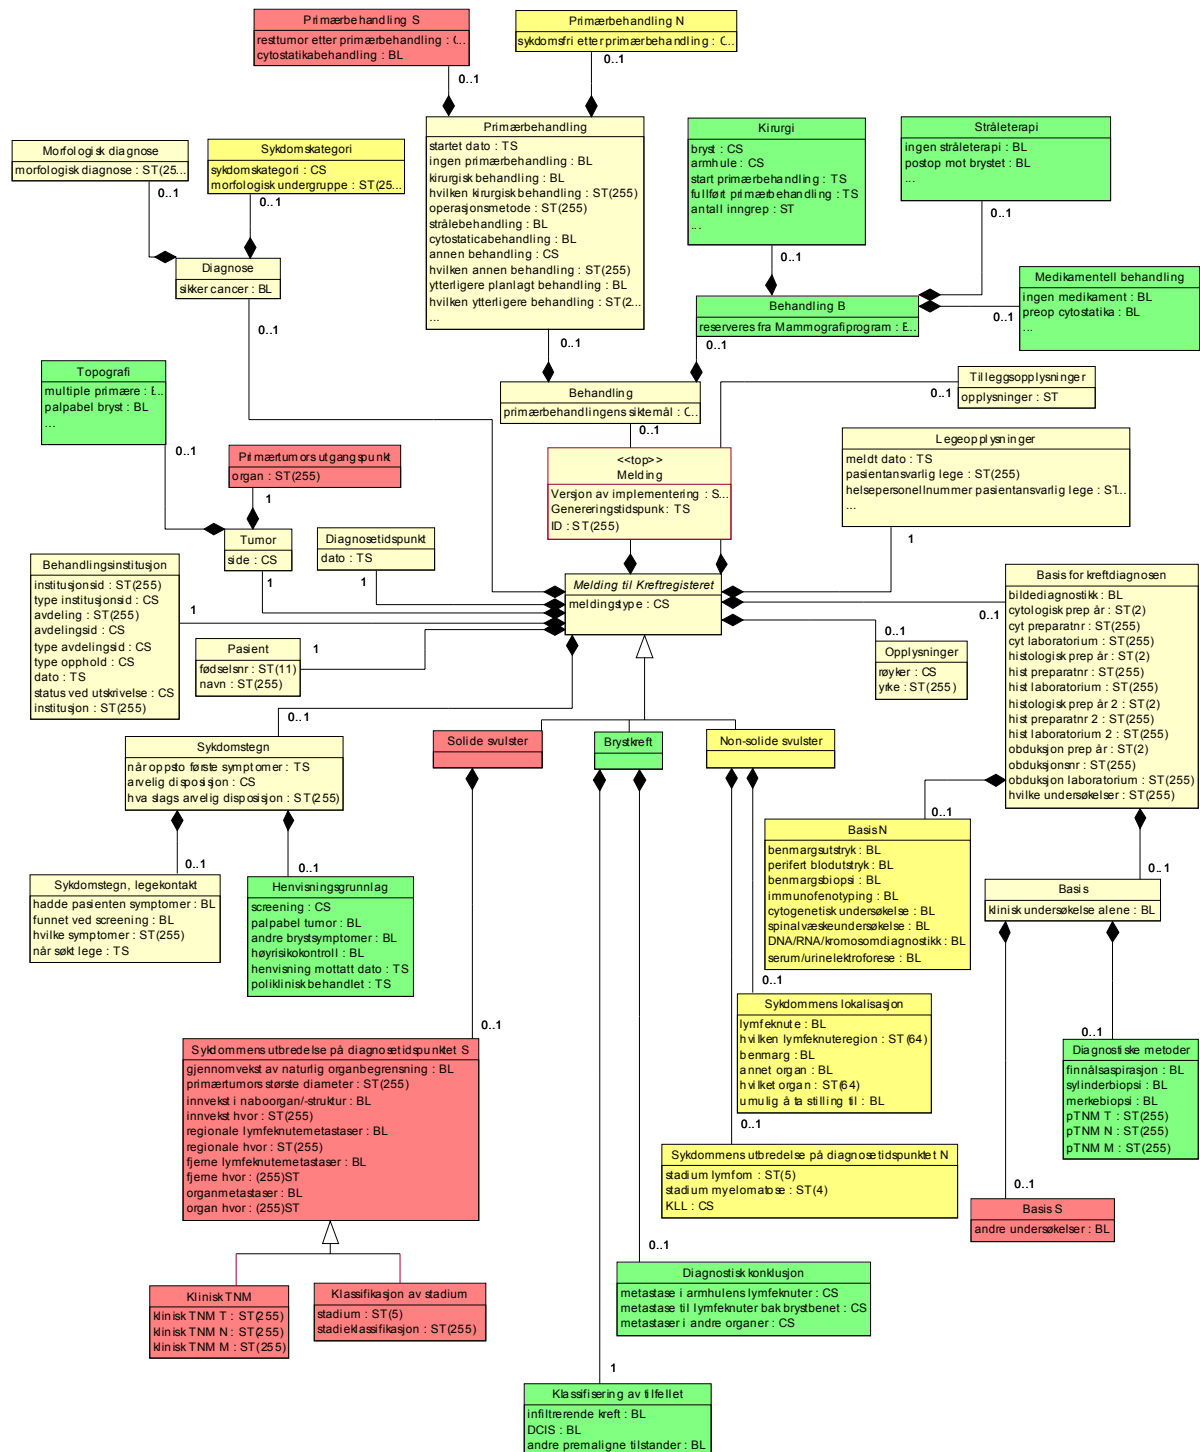 Primærbehandling S
resttumor etter primærbehandling : C...
cytostatikabehandling : BL
0..1
Primærbehandling N
sykdomsfri etter primærbehandling : C...
0..1
Primærbehandling
startet dato : TS
ingen primærbehandling : BL
kirurgisk behandling : BL
hvilken kirurgisk behandling : ST(255)
operasjonsmetode : ST(255)
strålebehandling : BL
cytostaticabehandling : BL
annen behandling : CS
hvilken annen behandling : ST(255)
ytterligere planlagt behandling : BL
hvilken ytterligere behandling : ST(2...
...
0..1
Kirurgi
bryst : CS
armhule : CS
start primærbehandling : TS
fullført primærbehandling : TS
antall inngrep : ST
...
0..1
Stråleterapi
ingen stråleterapi : BL
postop mot brystet : BL
...
0..1
Morfologisk diagnose
morfologisk diagnose : ST(25...
0..1
Sykdomskategori
sykdomskategori : CS
morfologisk undergruppe : ST(25...
0..1
Diagnose
sikker cancer : BL
0..1
Medikamentell behandling
ingen medikament : BL
preop cytostatika : BL
...
0..1
Behandling B
reserveres fra Mammografiprogram : E...
0..1
Topografi
multiple primære : E...
palpabel bryst : BL
...
0..1
Behandling
primærbehandlingens siktemål : C...
0..1
Tilleggsopplysninger
opplysninger : ST
0..1
Primærtumors utgangspunkt
organ : ST(255)
1
<<top>>
Melding
Versjon av implementering : S...
Genereringstidspunk : TS
ID : ST(255)
Legeopplysninger
meldt dato : TS
pasientansvarlig lege : ST(255)
helsepersonellnummer pasientansvarlig lege : ST...
...
1
Tumor
side : CS
1
Diagnosetidspunkt
dato : TS
1
Behandlingsinstitusjon
institusjonsid : ST(255)
type institusjonsid : CS
avdeling : ST(255)
avdelingsid : CS
type avdelingsid : CS
type opphold : CS
dato : TS
status ved utskrivelse : CS
institusjon : ST(255)
1
Melding til Kreftregisteret
meldingstype : CS
Basis for kreftdiagnosen
bildediagnostikk : BL
cytologisk prep år : ST(2)
cyt preparatnr : ST(255)
cyt laboratorium : ST(255)
histologisk prep år : ST(2)
hist preparatnr : ST(255)
hist laboratorium : ST(255)
histologisk prep år 2 : ST(2)
hist preparatnr 2 : ST(255)
hist laboratorium 2 : ST(255)
obduksjon prep år : ST(2)
obduksjonsnr : ST(255)
obduksjon laboratorium : ST(255)
hvilke undersøkelser : ST(255)
0..1
Pasient
fødselsnr : ST(11)
navn : ST(255)
1
Opplysninger
røyker : CS
yrke : ST(255)
0..1
Sykdomstegn
når oppsto første symptomer : TS
arvelig disposisjon : CS
hva slags arvelig disposisjon : ST(255)
0..1
Solide svulster
Brystkreft
Non-solide svulster
Sykdomstegn, legekontakt
hadde pasienten symptomer : BL
funnet ved screening : BL
hvilke symptomer : ST(255)
når søkt lege : TS
0..1
Henvisningsgrunnlag
screening : CS
palpabel tumor : BL
andre brystsymptomer : BL
høyrisikokontroll : BL
henvisning mottatt dato : TS
polikliniskbehandlet : TS
0..1
Basis N
benmargsutstryk : BL
perifert blodutstryk : BL
benmargsbiopsi : BL
immunofenotyping : BL
cytogenetisk undersøkelse : BL
spinalvæskeundersøkelse : BL
DNA/RNA/kromosomdiagnostikk : BL
serum/urinelektroforese : BL
0..1
Basis
klinisk undersøkelse alene : BL
0..1
Sykdommens lokalisasjon
lymfeknute : BL
hvilken lymfeknuteregion : ST(64)
benmarg : BL
annet organ : BL
hvilket organ : ST(64)
umulig å ta stilling til : BL
0..1
Sykdommens utbredelse på diagnosetidspunktet S
gjennomvekst av naturlig organbegrensning : BL
primærtumors største diameter : ST(255)
innvekst i naboorgan/-struktur : BL
innvekst hvor : ST(255)
regionale lymfeknutemetastaser : BL
regionale hvor : ST(255)
fjerne lymfeknutemetastaser : BL
fjerne hvor : (255)ST
organmetastaser : BL
organ hvor : (255)ST
0..1
Diagnostiske metoder
finnålsaspirasjon : BL
sylinderbiopsi : BL
merkebiopsi : BL
pTNM T : ST(255)
pTNM N : ST(255)
pTNM M : ST(255)
0..1
Sykdommens utbredelse på diagnosetidspunktet N
stadium lymfom : ST(5)
stadium myelomatose : ST(4)
KLL : CS
0..1
Basis S
andre undersøkelser : BL
0..1
Klinisk TNM
klinisk TNM T : ST(255)
klinisk TNM N : ST(255)
klinisk TNM M : ST(255)
Klassifikasjon av stadium
stadium : ST(5)
stadieklassifikasjon : ST(255)
Diagnostisk konklusjon
metastase i armhulens lymfeknuter : CS
metastase til lymfeknuter bak brystbenet : CS
metastaser i andre organer : CS
0..1
Klassifisering av tilfellet
infiltrerende kreft : BL
DCIS : BL
andre premaligne tilstander : BL
1